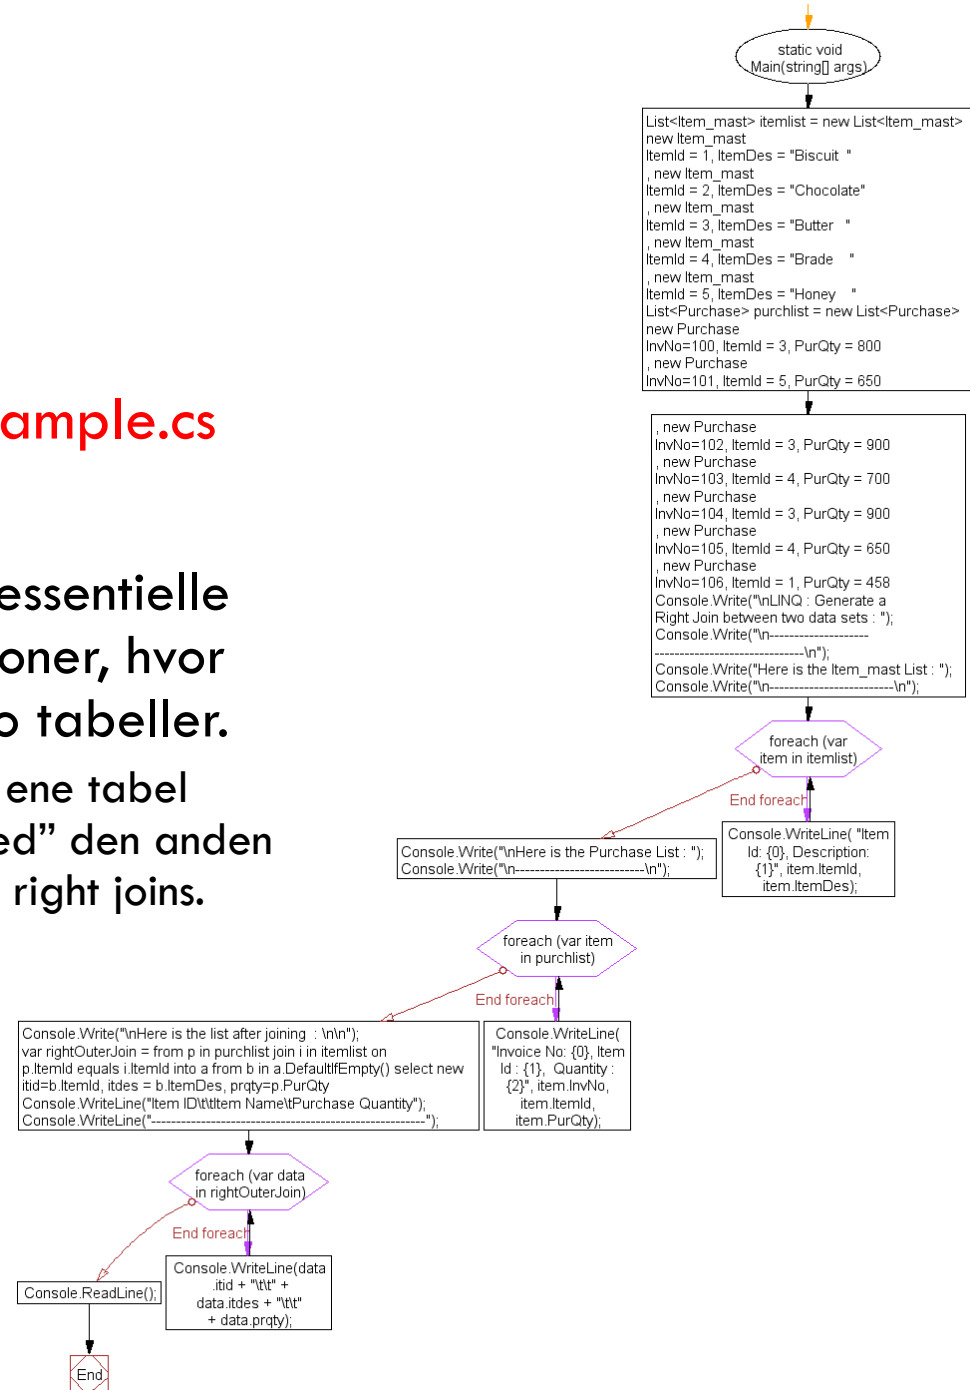 ample.cs
essentielle
oner, hvor
o tabeller.
ene tabel
ed” den anden
right joins.
static void
Main(string[] args)
List<Item_mast> itemlist = new List<Item_mast>
new Item_mast
ItemId = 1, ItemDes = "Biscuit  "
, new Item_mast
ItemId = 2, ItemDes = "Chocolate"
, new Item_mast
ItemId = 3, ItemDes = "Butter   "
, new Item_mast
ItemId = 4, ItemDes = "Brade    "
, new Item_mast
ItemId = 5, ItemDes = "Honey    "
List<Purchase> purchlist = new List<Purchase>
new Purchase
InvNo=100, ItemId = 3, PurQty = 800
, new Purchase
InvNo=101, ItemId = 5, PurQty = 650
, new Purchase
InvNo=102, ItemId = 3, PurQty = 900
, new Purchase
InvNo=103, ItemId = 4, PurQty = 700
, new Purchase
InvNo=104, ItemId = 3, PurQty = 900
, new Purchase
InvNo=105, ItemId = 4, PurQty = 650
, new Purchase
InvNo=106, ItemId = 1, PurQty = 458
Console.Write("\nLINQ : Generate a
Right Join between two data sets : ");
Console.Write("\n--------------------
------------------------------\n");
Console.Write("Here is the Item_mast List : ");
Console.Write("\n-------------------------\n");
foreach (var
item in itemlist)
End foreach
Console.WriteLine( "Item
Id: {0}, Description:
{1}", item.ItemId,
item.ItemDes);
Console.Write("\nHere is the Purchase List : ");
Console.Write("\n--------------------------\n");
foreach (var item
in purchlist)
End foreach
Console.WriteLine(
"Invoice No: {0}, Item
Id : {1},  Quantity :
{2}", item.InvNo,
item.ItemId,
item.PurQty);
Console.Write("\nHere is the list after joining  : \n\n");
var rightOuterJoin = from p in purchlist join i in itemlist on
p.ItemId equals i.ItemId into a from b in a.DefaultIfEmpty() select new
itid=b.ItemId, itdes = b.ItemDes, prqty=p.PurQty
Console.WriteLine("Item ID\t\tItem Name\tPurchase Quantity");
Console.WriteLine("-------------------------------------------------------");
foreach (var data
in rightOuterJoin)
End foreach
Console.WriteLine(data
.itid + "\t\t" +
data.itdes + "\t\t"
+ data.prqty);
Console.ReadLine();
End